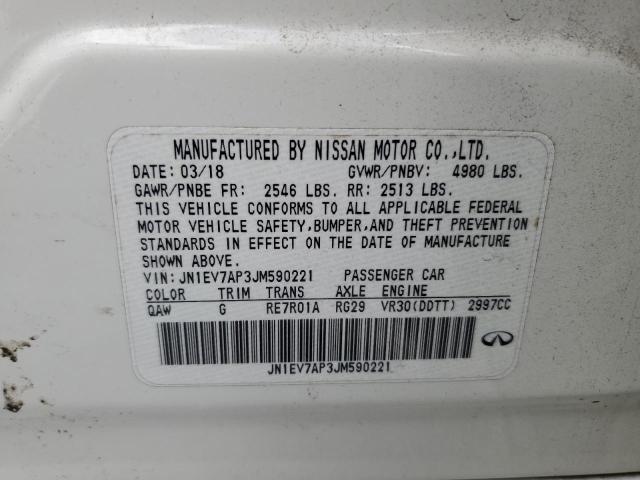 MANUFACTURED BY NISSAN MOTOR CO.,LTD.
DATE: 03/18 GVWR/PNBV: 4980 LBS.
GAWR/PNBE FR: 2546 LBS. RR: 2513 LBS.
THIS VEHICLE CONFORMS TO ALL APPLICABLE FEDERAL
MOTOR VEHICLE SAFETY,BUMPER,AND THEFT PREVENTION
STANDARDS IN EFFECT ON THE DATE OF MANUFACTURE
SHOWN ABOVE.
VIN: JN1EV7AP3JM590221 PASSENGER CAR
COLOR TRIM TRANS AXLE ENGINE
QAW G RE7R01A RG29 VR30(DDTT) 2997CC
JN1EV7AP3JM590221